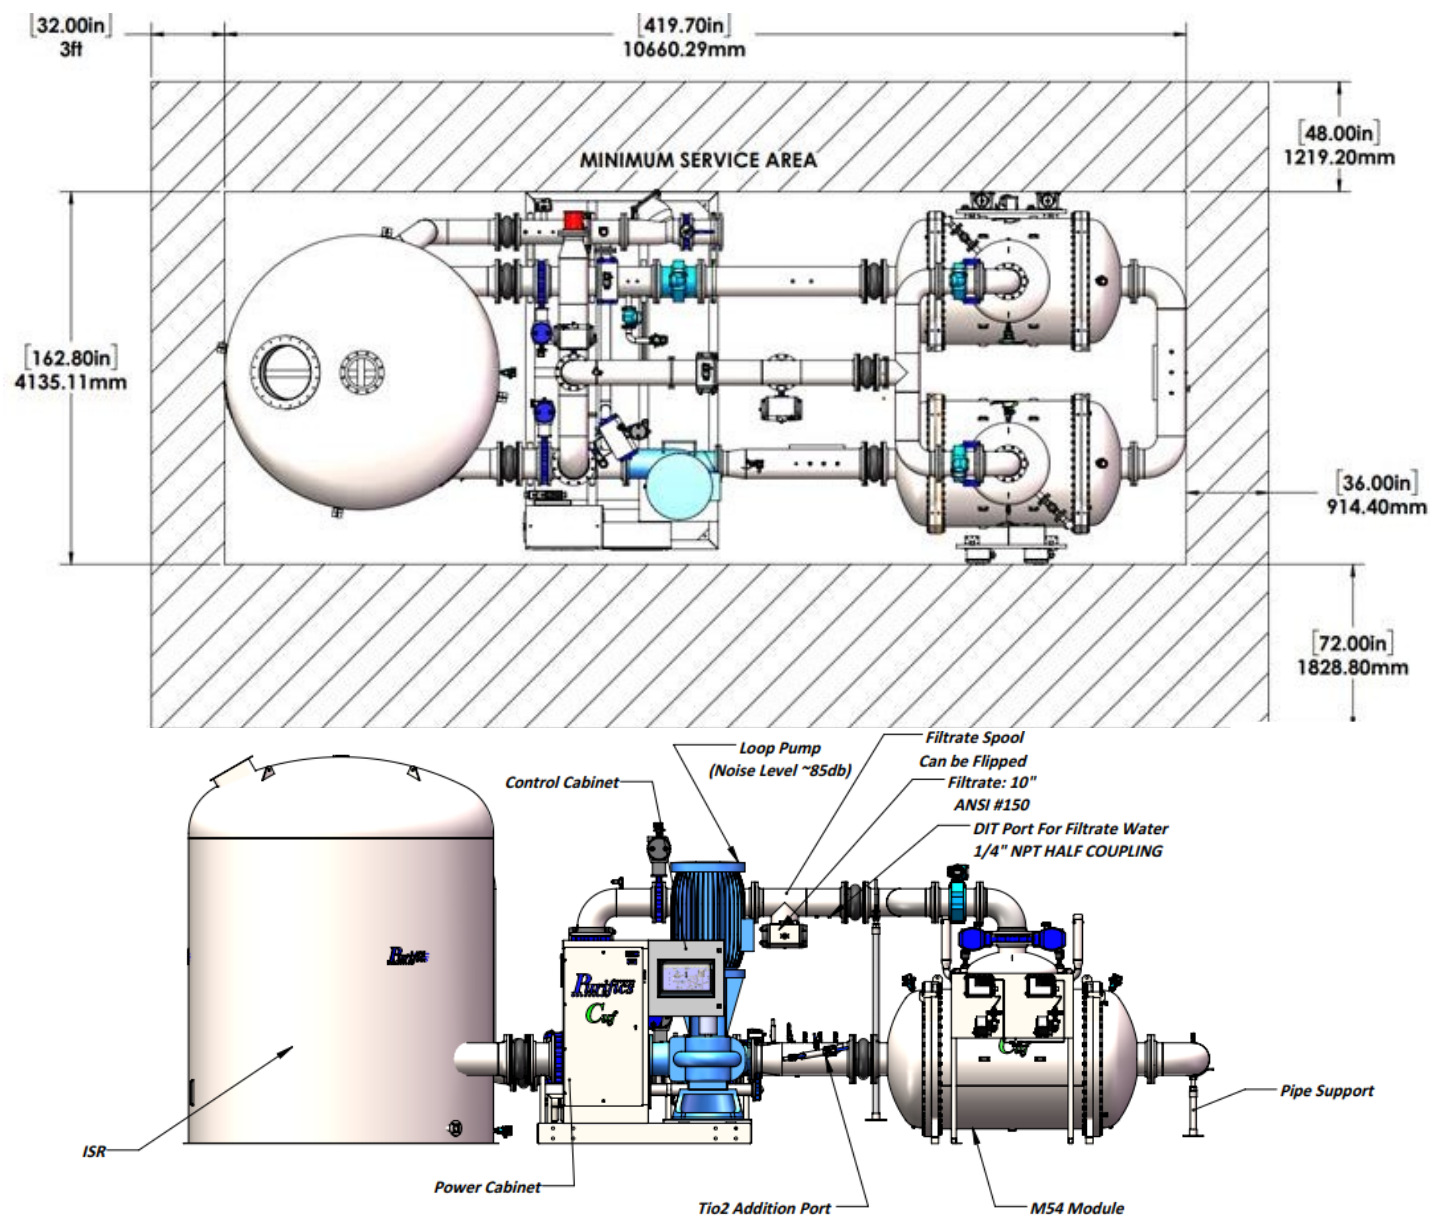 [32.00in]
3ft
[419.70in]
10660.29mm
[48.00in]
1219.20mm
MINIMUM SERVICE AREA
[162.80in]
4135.11mm
[36.00in]
914.40mm
[72.00in]
1828.80mm
Loop Pump
(Noise Level ~85db)
Filtrate Spool
Can be Flipped
Filtrate: 10"
ANSI #150
Control Cabinet
DIT Port For Filtrate Water
1/4" NPT HALF COUPLING
Purifics
Purifics
Cuf
Pipe Support
ISR
Power Cabinet
Tio2 Addition Port
M54 Module